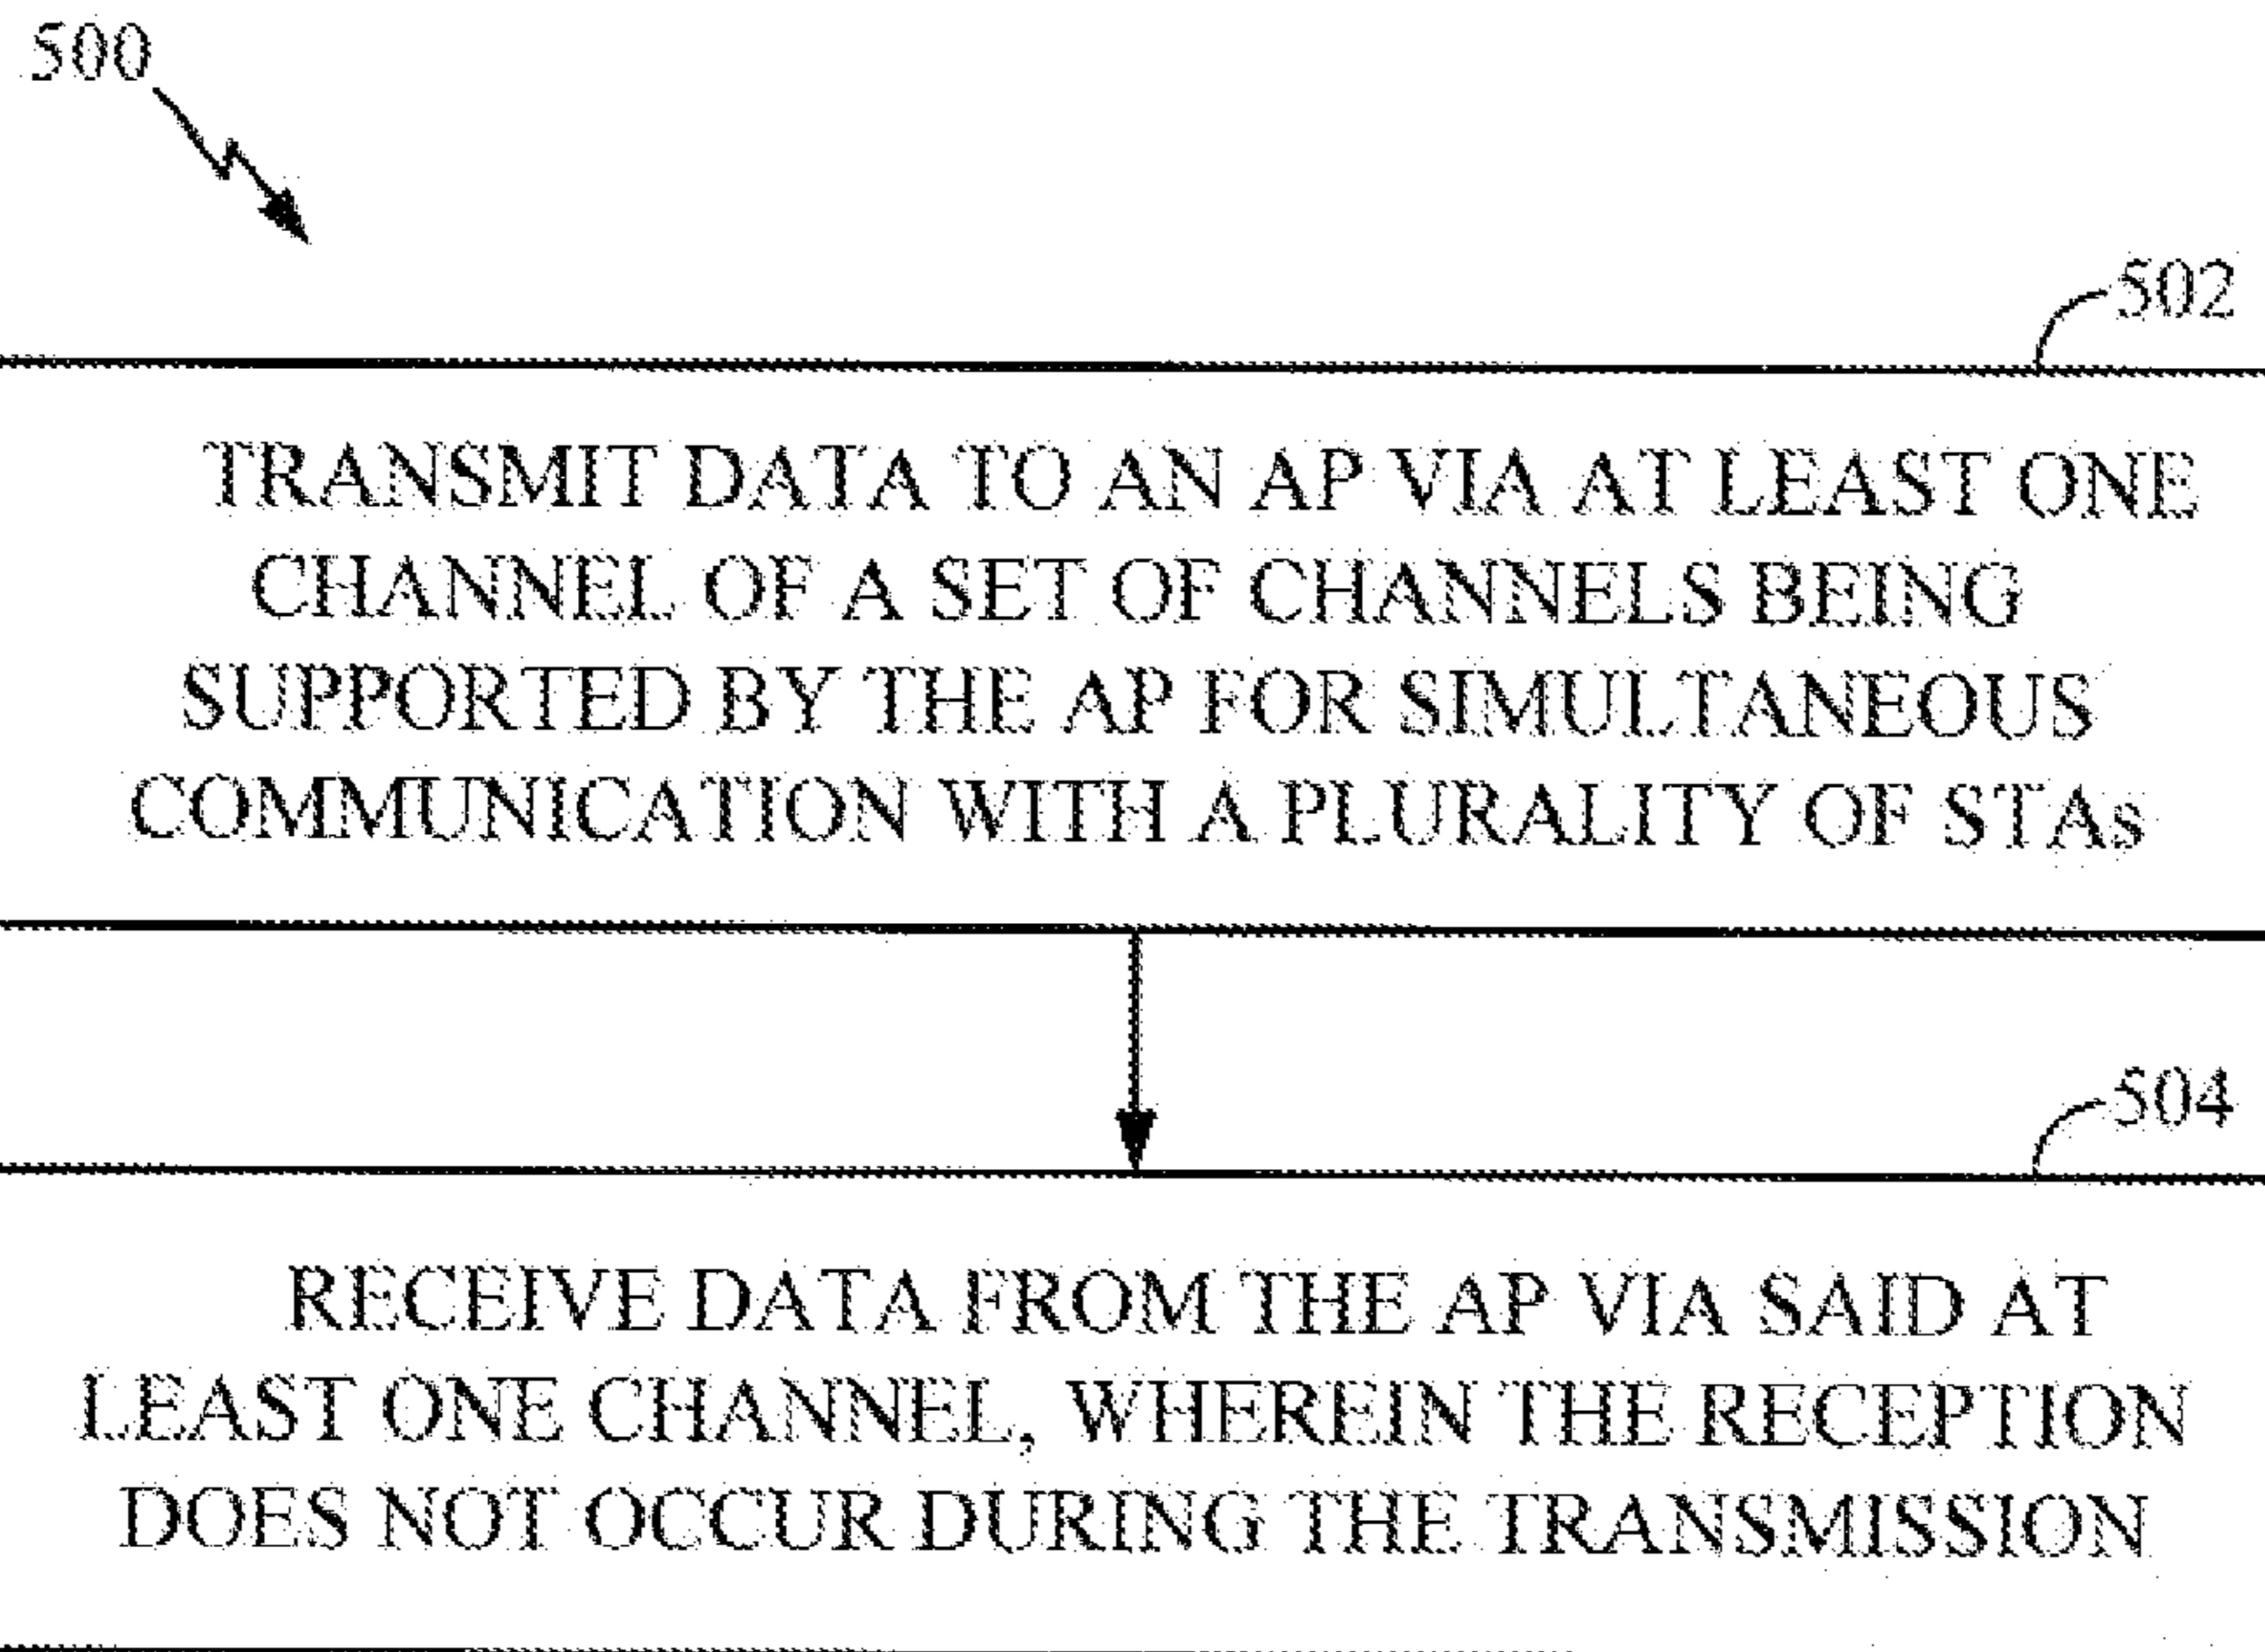 500
502
TRANSMIT DATA TO AN AP VIA AT LEAST ONE
CHANNEL OF A SET OF CHANNELS BEING
SUPPORTED BY THE AP FOR SIMULTANEOUS
COMMUNICATION WITH A PLURALITY OF STAs
504
RECEIVE DATA FROM THE AP VIA SAID AT
LEAST ONE CHANNEL, WHEREIN THE RECEPTION
DOES NOT OCCUR DURING THE TRANSMISSION